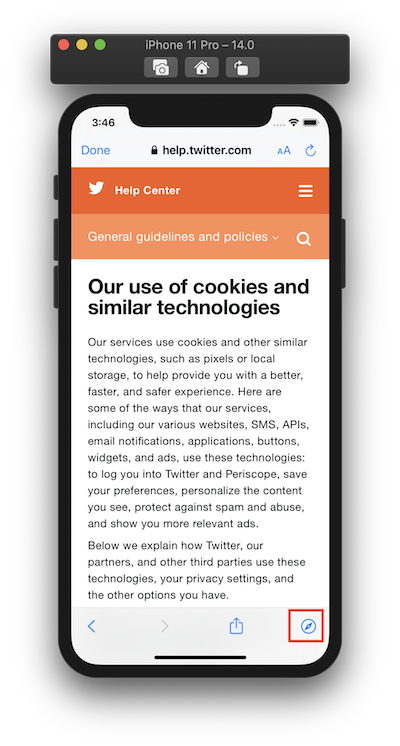 iPhone 11 Pro – 14.0
3:46
Done
help.twitter.com
AA
Help Center
General guidelines and policies
Our use of cookies and
similar technologies
Our services use cookies and other similar
technologies, such as pixels or local
storage, to help provide you with a better,
faster, and safer experience. Here are
some of the ways that our services,
including our various websites, SMS, APIs,
email notifications, applications, buttons,
widgets, and ads, use these technologies:
to log you into Twitter and Periscope, save
your preferences, personalize the content
you see, protect against spam and abuse,
and show you more relevant ads.
Below we explain how Twitter, our
partners, and other third parties use these
technologies, your privacy settings, and
the other options you have.